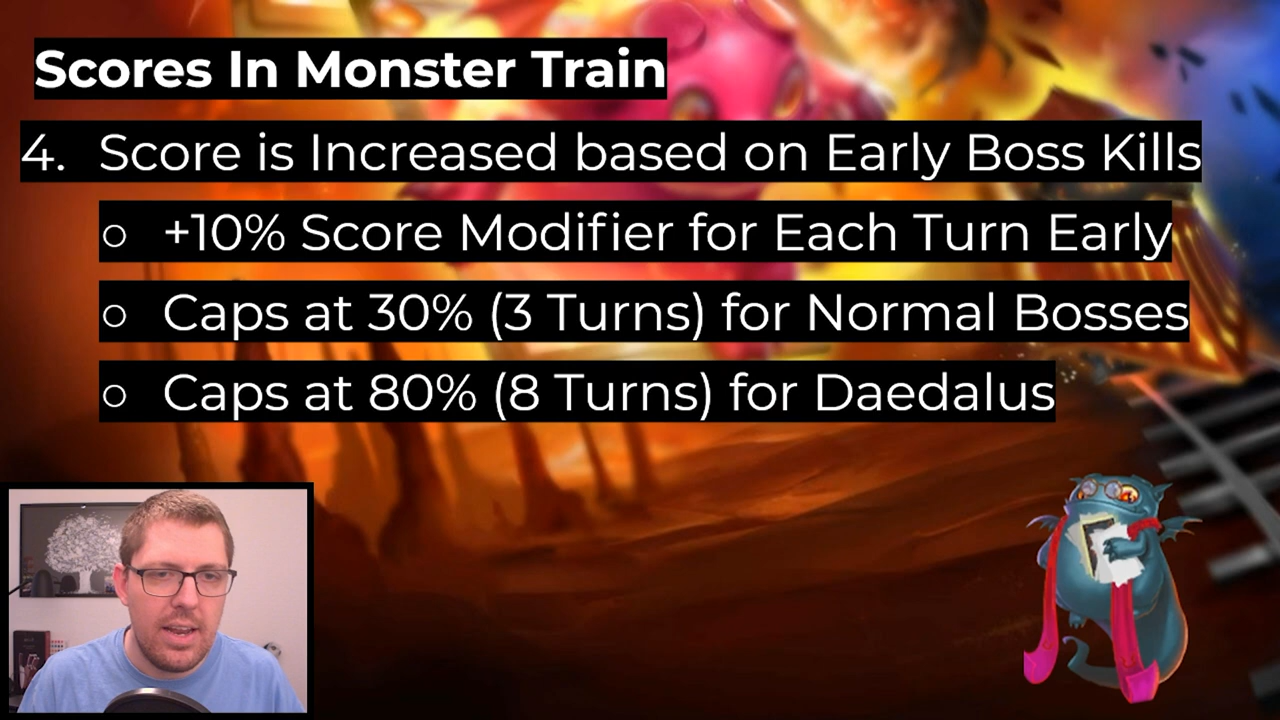 Scores In Monster Train
4. Score is Increased based on Early Boss Kills
○ +10% Score Modifier for Each Turn Early
○ Caps at 30% (3 Turns) for Normal Bosses
○ Caps at 80% (8 Turns) for Daedalus